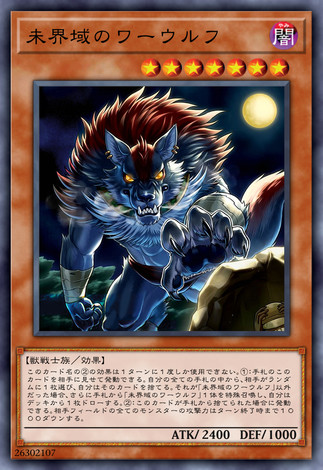 未界域のワーウルフ
闇
やみ
【獣戦士族／効果】
このカード名の②の効果は１ターンに１度しか使用できない。①：手札のこの
カードを相手に見せて発動できる。自分の全ての手札の中から、相手がランダ
ムに１枚選び、自分はそのカードを捨てる。それが「未界域のワーウルフ」以外
だった場合、さらに手札から「未界域のワーウルフ」１体を特殊召喚し、自分は
デッキから１枚ドローする。②：このカードが手札から捨てられた場合に発動
できる。相手フィールドの全てのモンスターの攻撃力はターン終了時まで１０
００ダウンする。
ATK/ 2400 DEF/1000
26302107